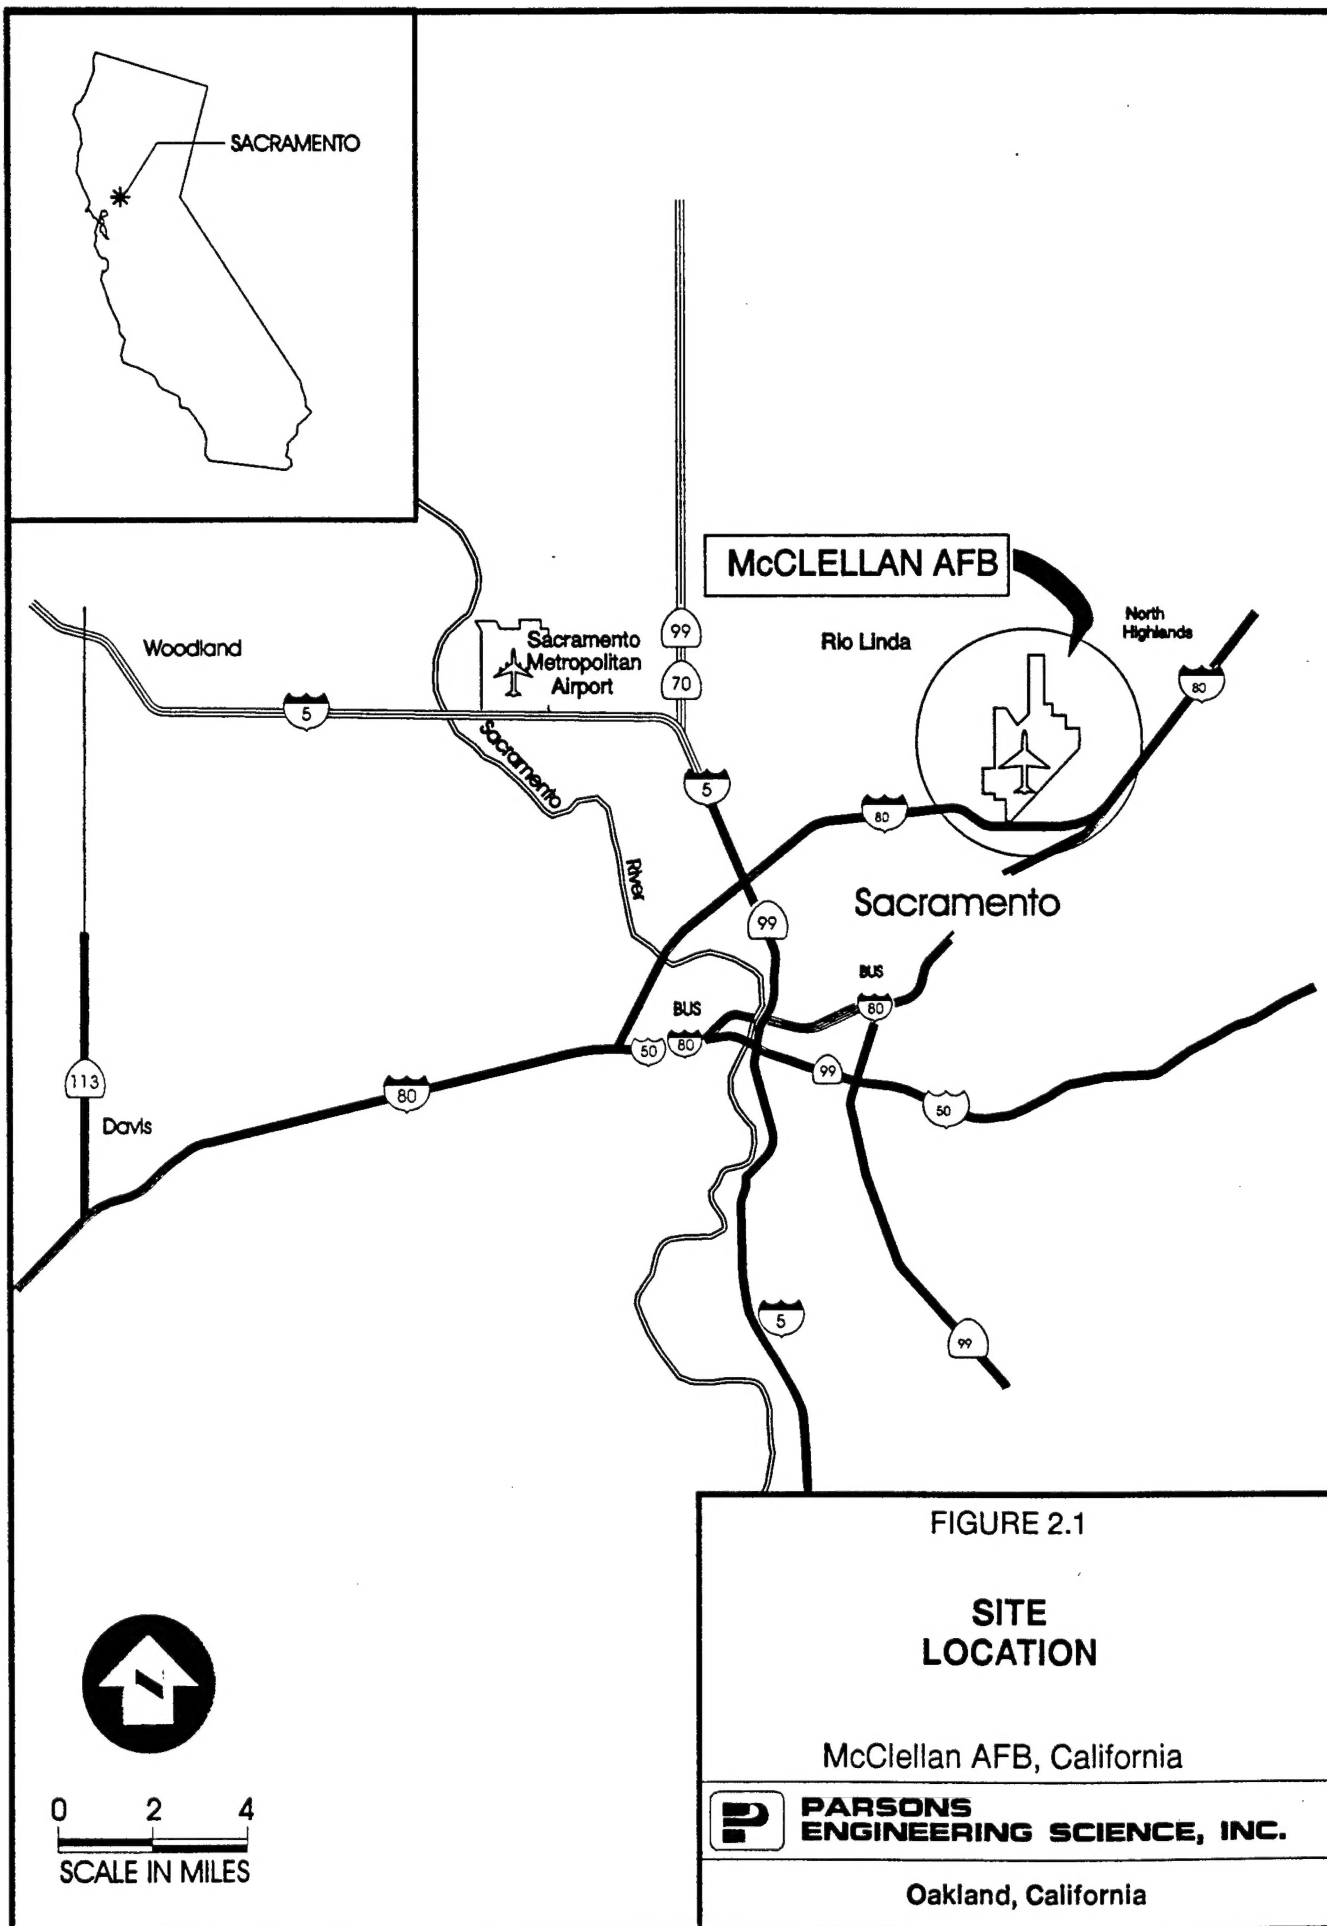 SACRAMENTO
McCLELLAN AFB
North
Highlands
Rio Linda
99
70
Sacramento
Metropolitan
Airport
Woodland
5
80
5
Sacramento
River
80
99
Sacramento
BUS
80
BUS
80
50
99
50
113
80
Davis
5
99
FIGURE 2.1
SITE
LOCATION
McClellan AFB, California
PARSONS
ENGINEERING SCIENCE, INC.
Oakland, California
0 2 4
SCALE IN MILES